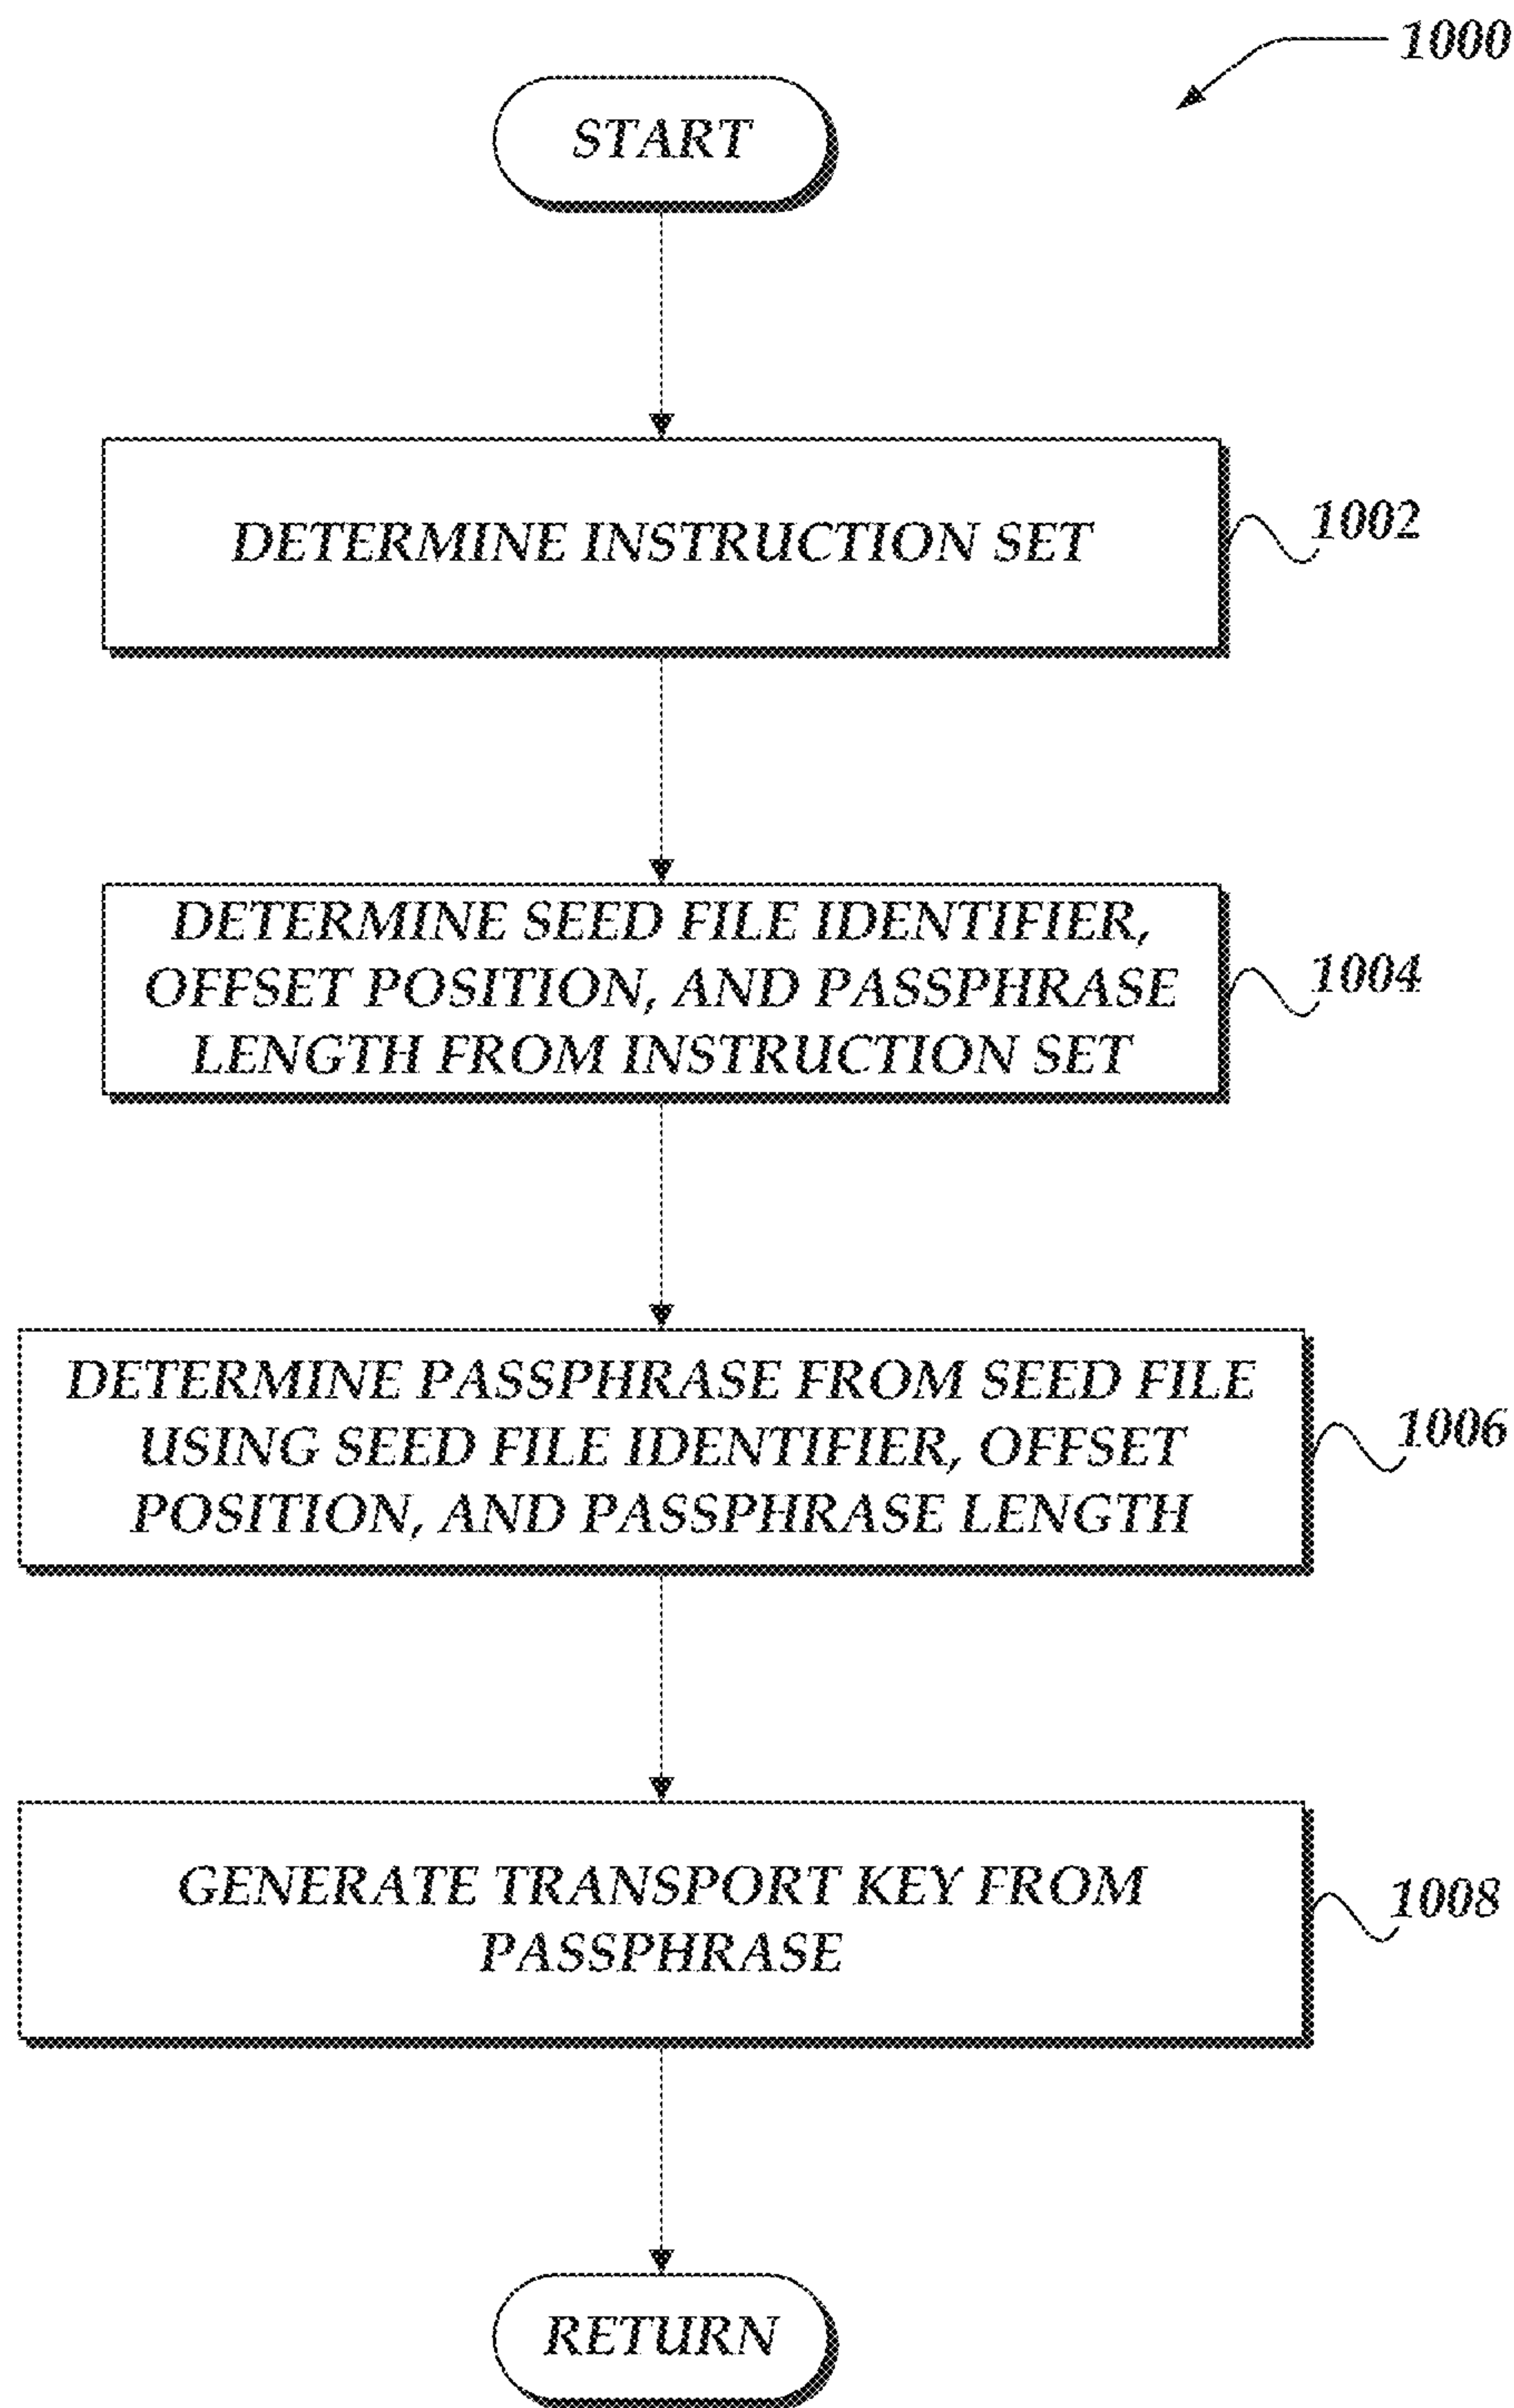 1000
START
DETERMINE INSTRUCTION SET
1002
DETERMINE SEED FILE IDENTIFIER,
OFFSET POSITION, AND PASSPHRASE
LENGTH FROM INSTRUCTION SET
1004
DETERMINE PASSPHRASE FROM SEED FILE
USING SEED FILE IDENTIFIER, OFFSET
POSITION, AND PASSPHRASE LENGTH
1006
GENERATE TRANSPORT KEY FROM
PASSPHRASE
1008
RETURN